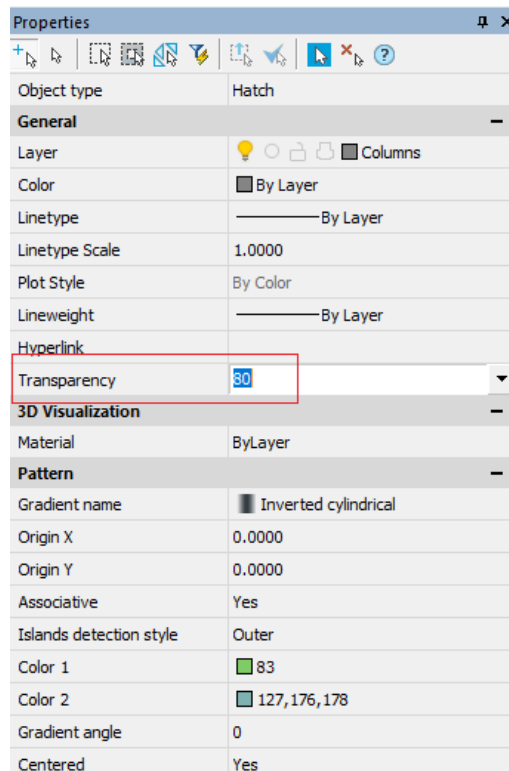 Properties
Object type Hatch
General
Layer Columns
Color By Layer
Linetype By Layer
Linetype Scale 1.0000
Plot Style By Color
Lineweight By Layer
Hyperlink
Transparency 80
3D Visualization
Material ByLayer
Pattern
Gradient name Inverted cylindrical
Origin X 0.0000
Origin Y 0.0000
Associative Yes
Islands detection style Outer
Color 1 83
Color 2 127,176,178
Gradient angle 0
Centered Yes